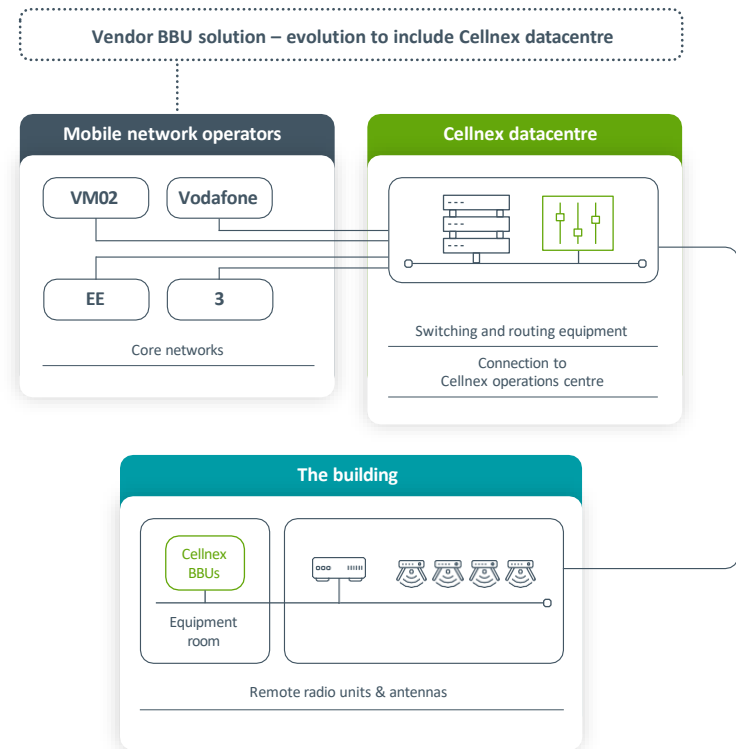 Vendor BBU solution – evolution to include Cellnex datacentre
Mobile network operators
VM02
Vodafone
EE
3
Core networks
Cellnex datacentre
Switching and routing equipment
Connection to
Cellnex operations centre
The building
Cellnex
BBUs
Equipment
room
Remote radio units & antennas